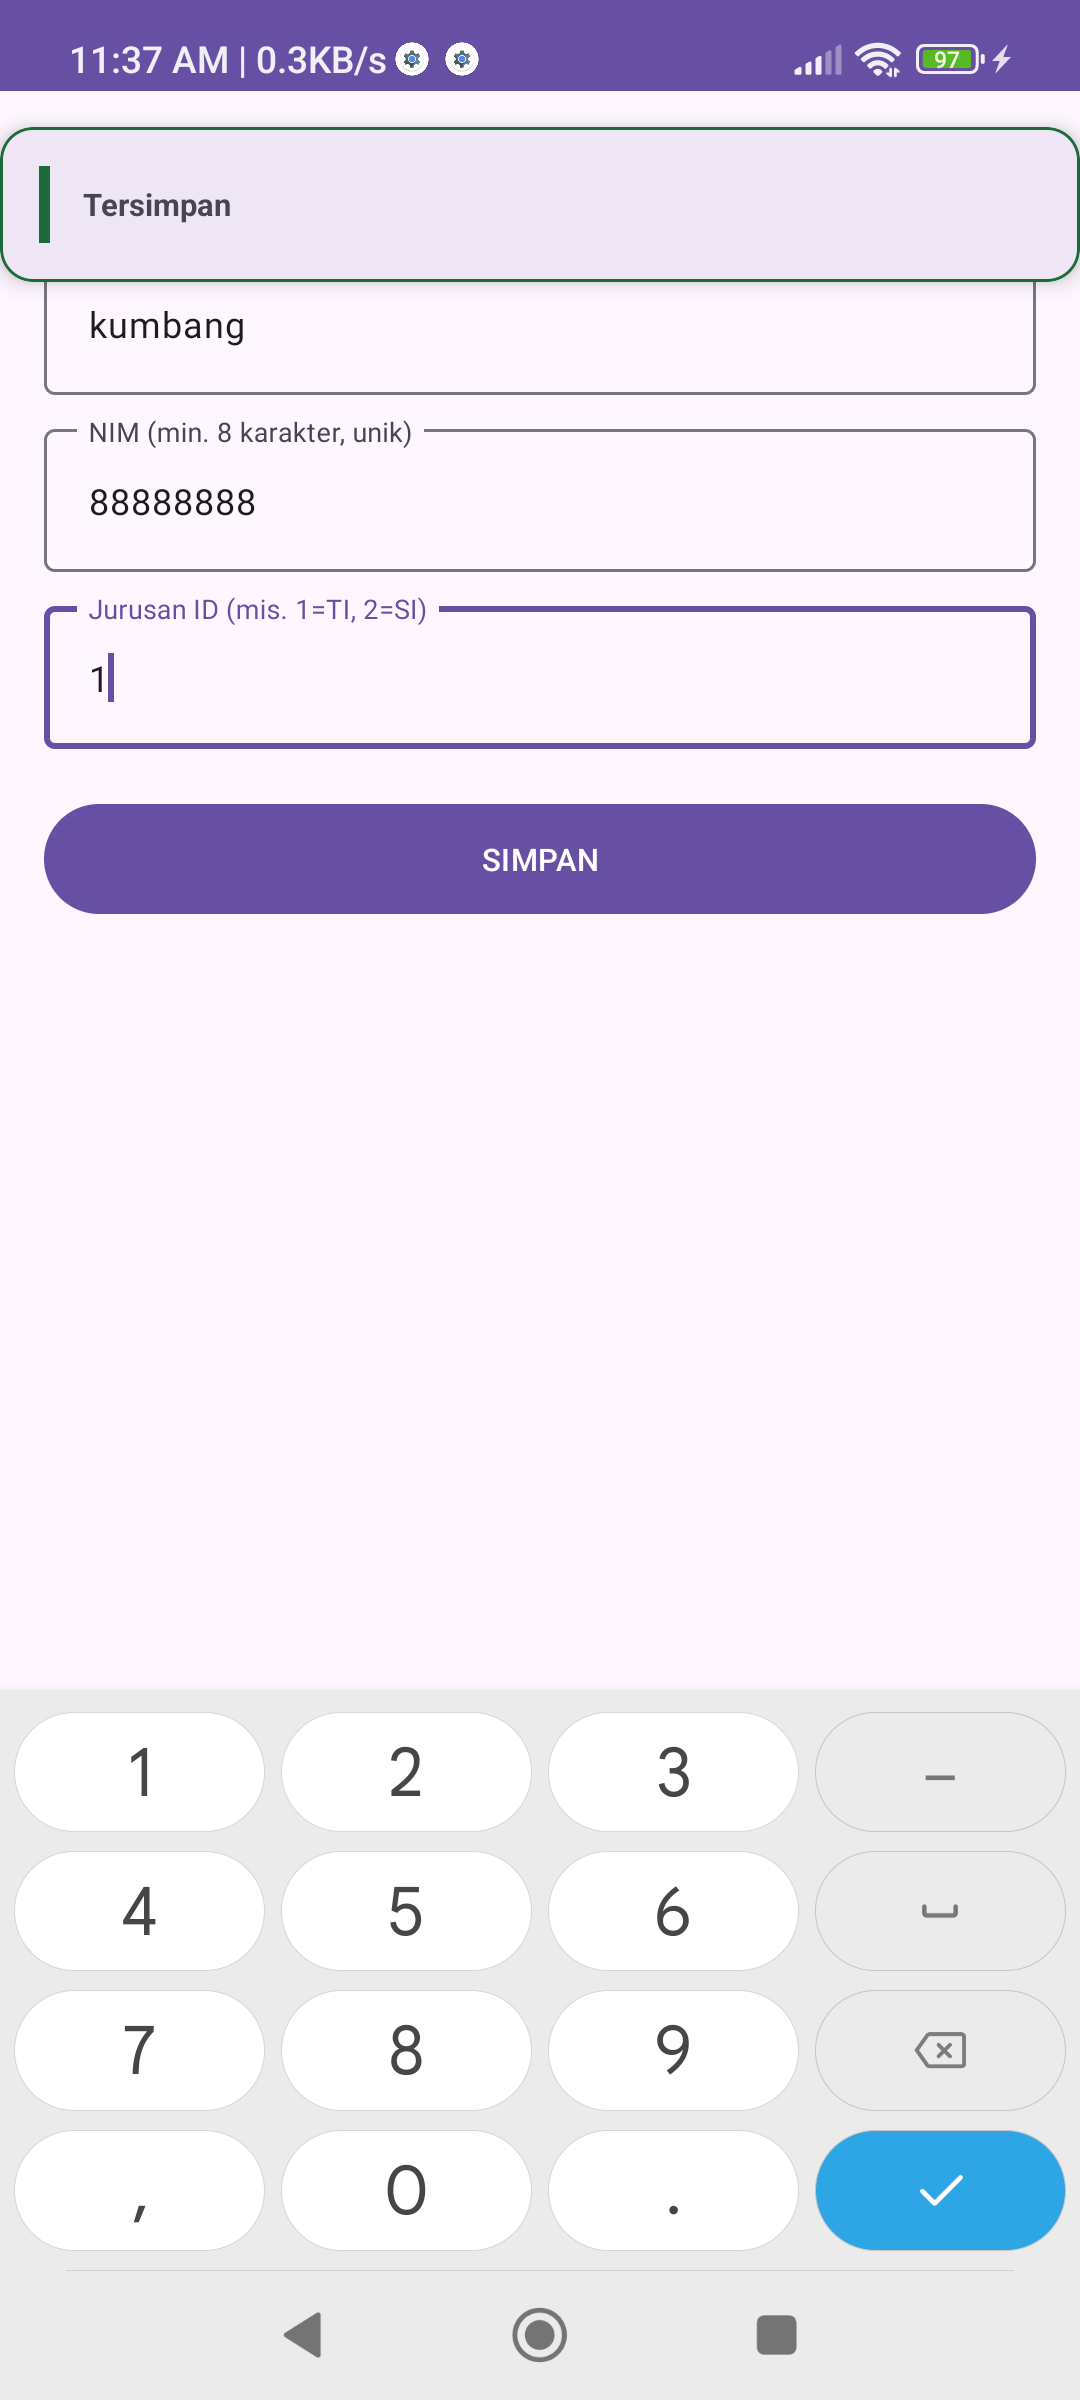 11:37 AM | 0.3KB/s
97
Tersimpan
kumbang
NIM (min. 8 karakter, unik)
88888888
Jurusan ID (mis. 1=TI, 2=SI)
1
SIMPAN
1 2 3 –
4 5 6
7 8 9
, 0 .